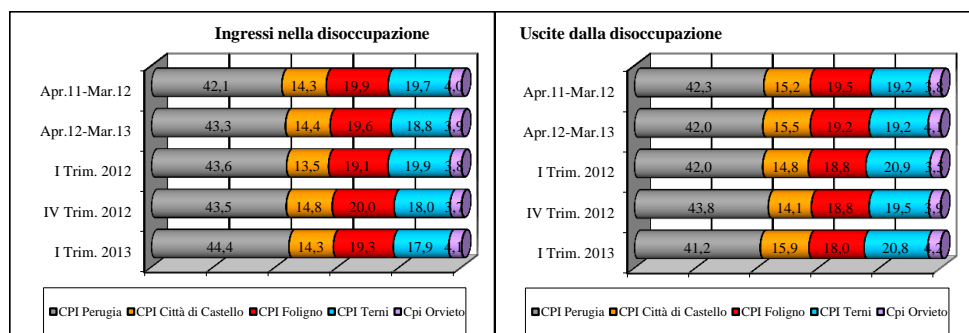 Ingressi nella disoccupazione
Apr.11-Mar.12 42,1 14,3 19,9 19,7 4,0
Apr.12-Mar.13 43,3 14,4 19,6 18,8 3,9
I Trim. 2012 43,6 13,5 19,1 19,9 3,8
IV Trim. 2012 43,5 14,8 20,0 18,0 3,7
I Trim. 2013 44,4 14,3 19,3 17,9 4,1
CPI Perugia CPI Città di Castello CPI Foligno CPI Terni Cpi Orvieto
Uscite dalla disoccupazione
Apr.11-Mar.12 42,3 15,2 19,5 19,2 3,8
Apr.12-Mar.13 42,0 15,5 19,2 19,2 4,1
I Trim. 2012 42,0 14,8 18,8 20,9 3,5
IV Trim. 2012 43,8 14,1 18,8 19,5 3,9
I Trim. 2013 41,2 15,9 18,0 20,8 4,2
CPI Perugia CPI Città di Castello CPI Foligno CPI Terni Cpi Orvieto